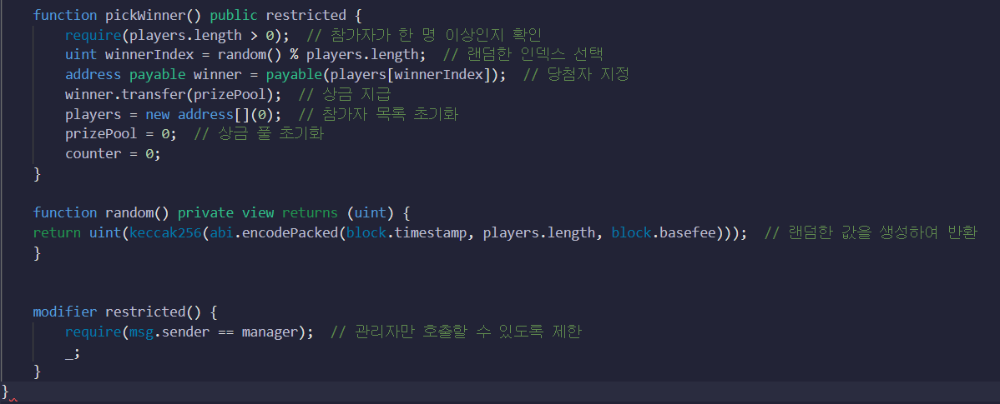 function pickWinner() public restricted {
require(players.length > 0);  // 참가자가 한 명 이상인지 확인
uint winnerIndex = random() % players.length;  // 랜덤한 인덱스 선택
address payable winner = payable(players[winnerIndex]);  // 당첨자 지정
winner.transfer(prizePool);  // 상금 지급
players = new address[](0);  // 참가자 목록 초기화
prizePool = 0;  // 상금 풀 초기화
counter = 0;
}
function random() private view returns (uint) {
return uint(keccak256(abi.encodePacked(block.timestamp, players.length, block.basefee)));  // 랜덤한 값을 생성하여 반환
}
modifier restricted() {
require(msg.sender == manager);  // 관리자만 호출할 수 있도록 제한
_;
}
}